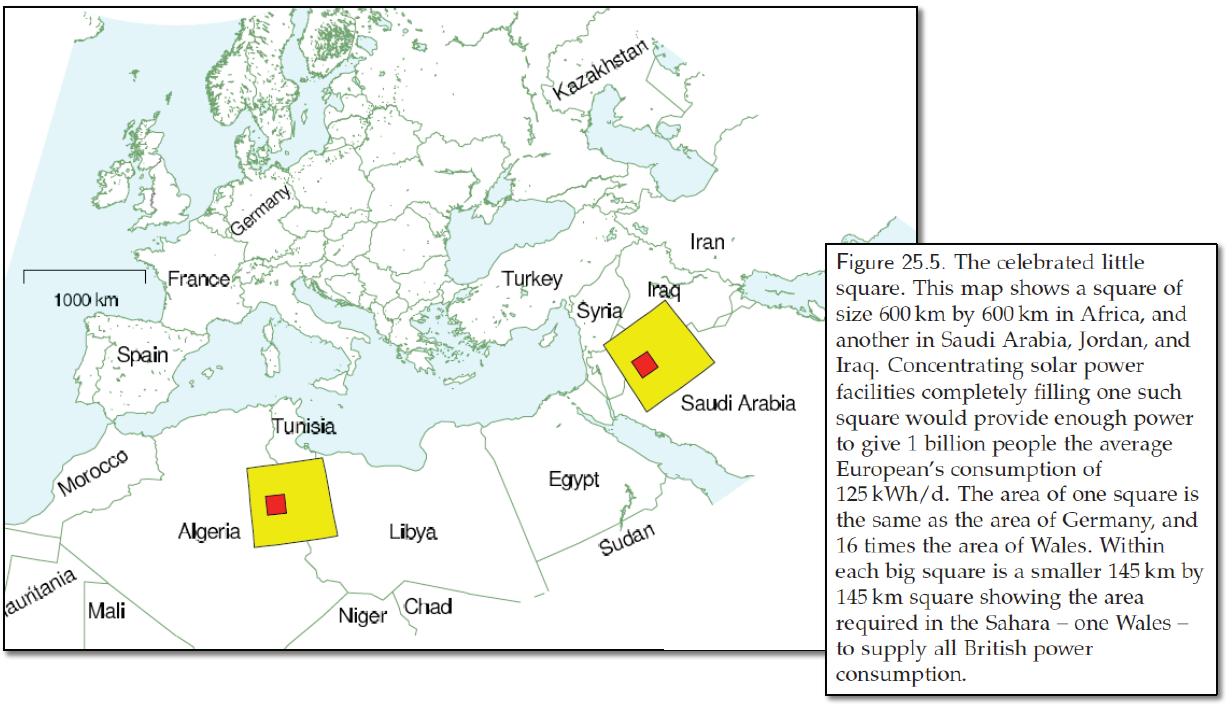 Kazakhstan
Germany
Iran
France
Turkey
1000 km
Iraq
Syria
Spain
Saudi Arabia
Tunisia
Morocco
Egypt
Algeria
Libya
Sudan
auritania
Mali
Niger
Chad
Figure 25.5. The celebrated little
square. This map shows a square of
size 600 km by 600 km in Africa, and
another in Saudi Arabia, Jordan, and
Iraq. Concentrating solar power
facilities completely filling one such
square would provide enough power
to give 1 billion people the average
European's consumption of
125 kWh/d. The area of one square is
the same as the area of Germany, and
16 times the area of Wales. Within
each big square is a smaller 145 km by
145 km square showing the area
required in the Sahara – one Wales –
to supply all British power
consumption.